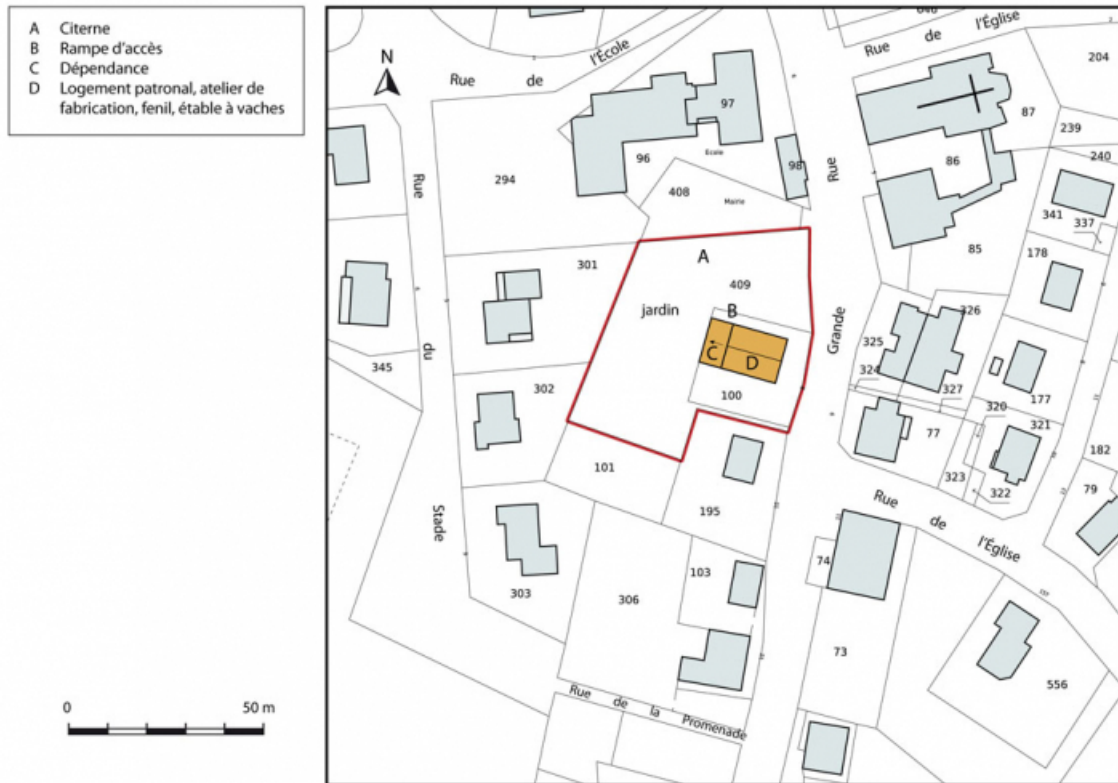 A Citerne
B Rampe d'accès
C Dépendance
D Logement patronal, atelier de
fabrication, fenil, étable à vaches
N
0 50 m
Rue de l'École
Rue de l'Église
204
97
87
96
Ecole
239
98
Rue
86
240
294
408
Mairie
Rue
341
337
85
178
A
301
409
326
jardin
B
Grande
325
du
C
D
324
345
302
100
327
320
177
321
77
101
323
182
322
79
Rue de l'Église
195
Stade
74
103
303
306
73
556
Rue de la Promenade